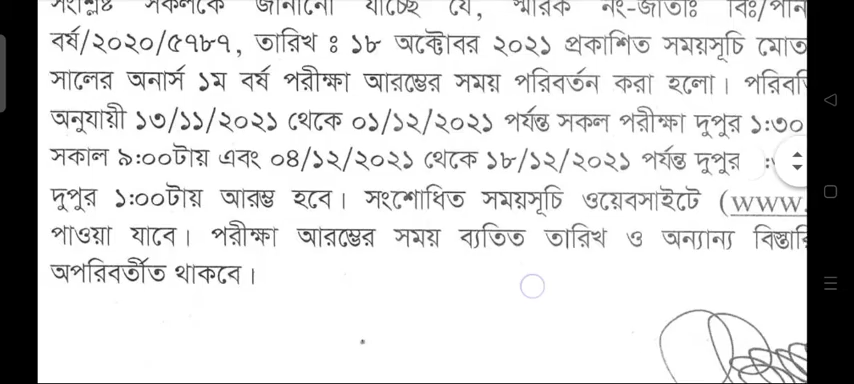 সংশ্লিষ্ট সকলকে জানানো যাচ্ছে যে, স্মারক নং-জাতীঃ বিঃ/পনি
বর্ষ/২০২০/৫৭৮৭, তারিখ ঃ ১৮ অক্টোবর ২০২১ প্রকাশিত সময়সূচি মোত
সালের অনার্স ১ম বর্ষ পরীক্ষা আরম্ভের সময় পরিবর্তন করা হলো। পরিবর্তি
অনুযায়ী ১৩/১১/২০২১ থেকে ০১/১২/২০২১ পর্যন্ত সকল পরীক্ষা দুপুর ১:৩০
সকাল ৯:০০টায় এবং ০৪/১২/২০২১ থেকে ১৮/১২/২০২১ পর্যন্ত দুপুর
দুপুর ১:০০টায় আরম্ভ হবে। সংশোধিত সময়সূচি ওয়েবসাইটে (www.
পাওয়া যাবে। পরীক্ষা আরম্ভের সময় ব্যতিত তারিখ ও অন্যান্য বিস্তারি
অপরিবর্তীত থাকবে।